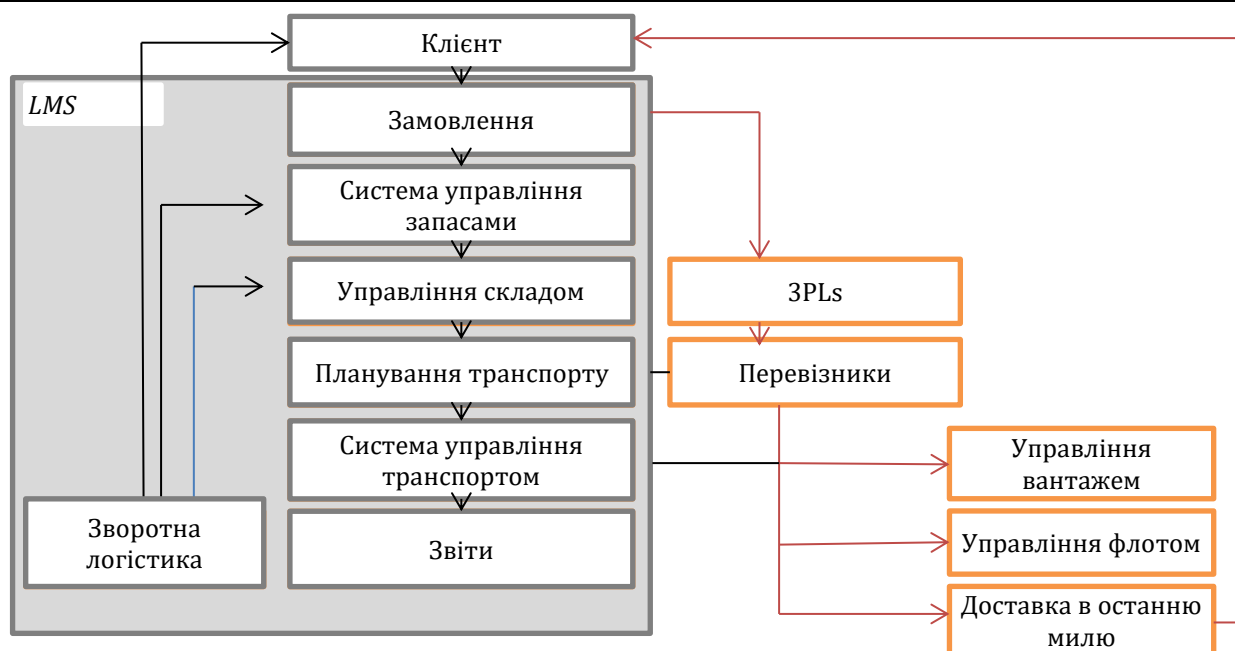 Клієнт
LMS
Замовлення
Система управління
запасами
Управління складом
3PLs
Планування транспорту
Перевізники
Система управління
транспортом
Управління
вантажем
Зворотна
логістика
Звіти
Управління флотом
Доставка в останню
милю